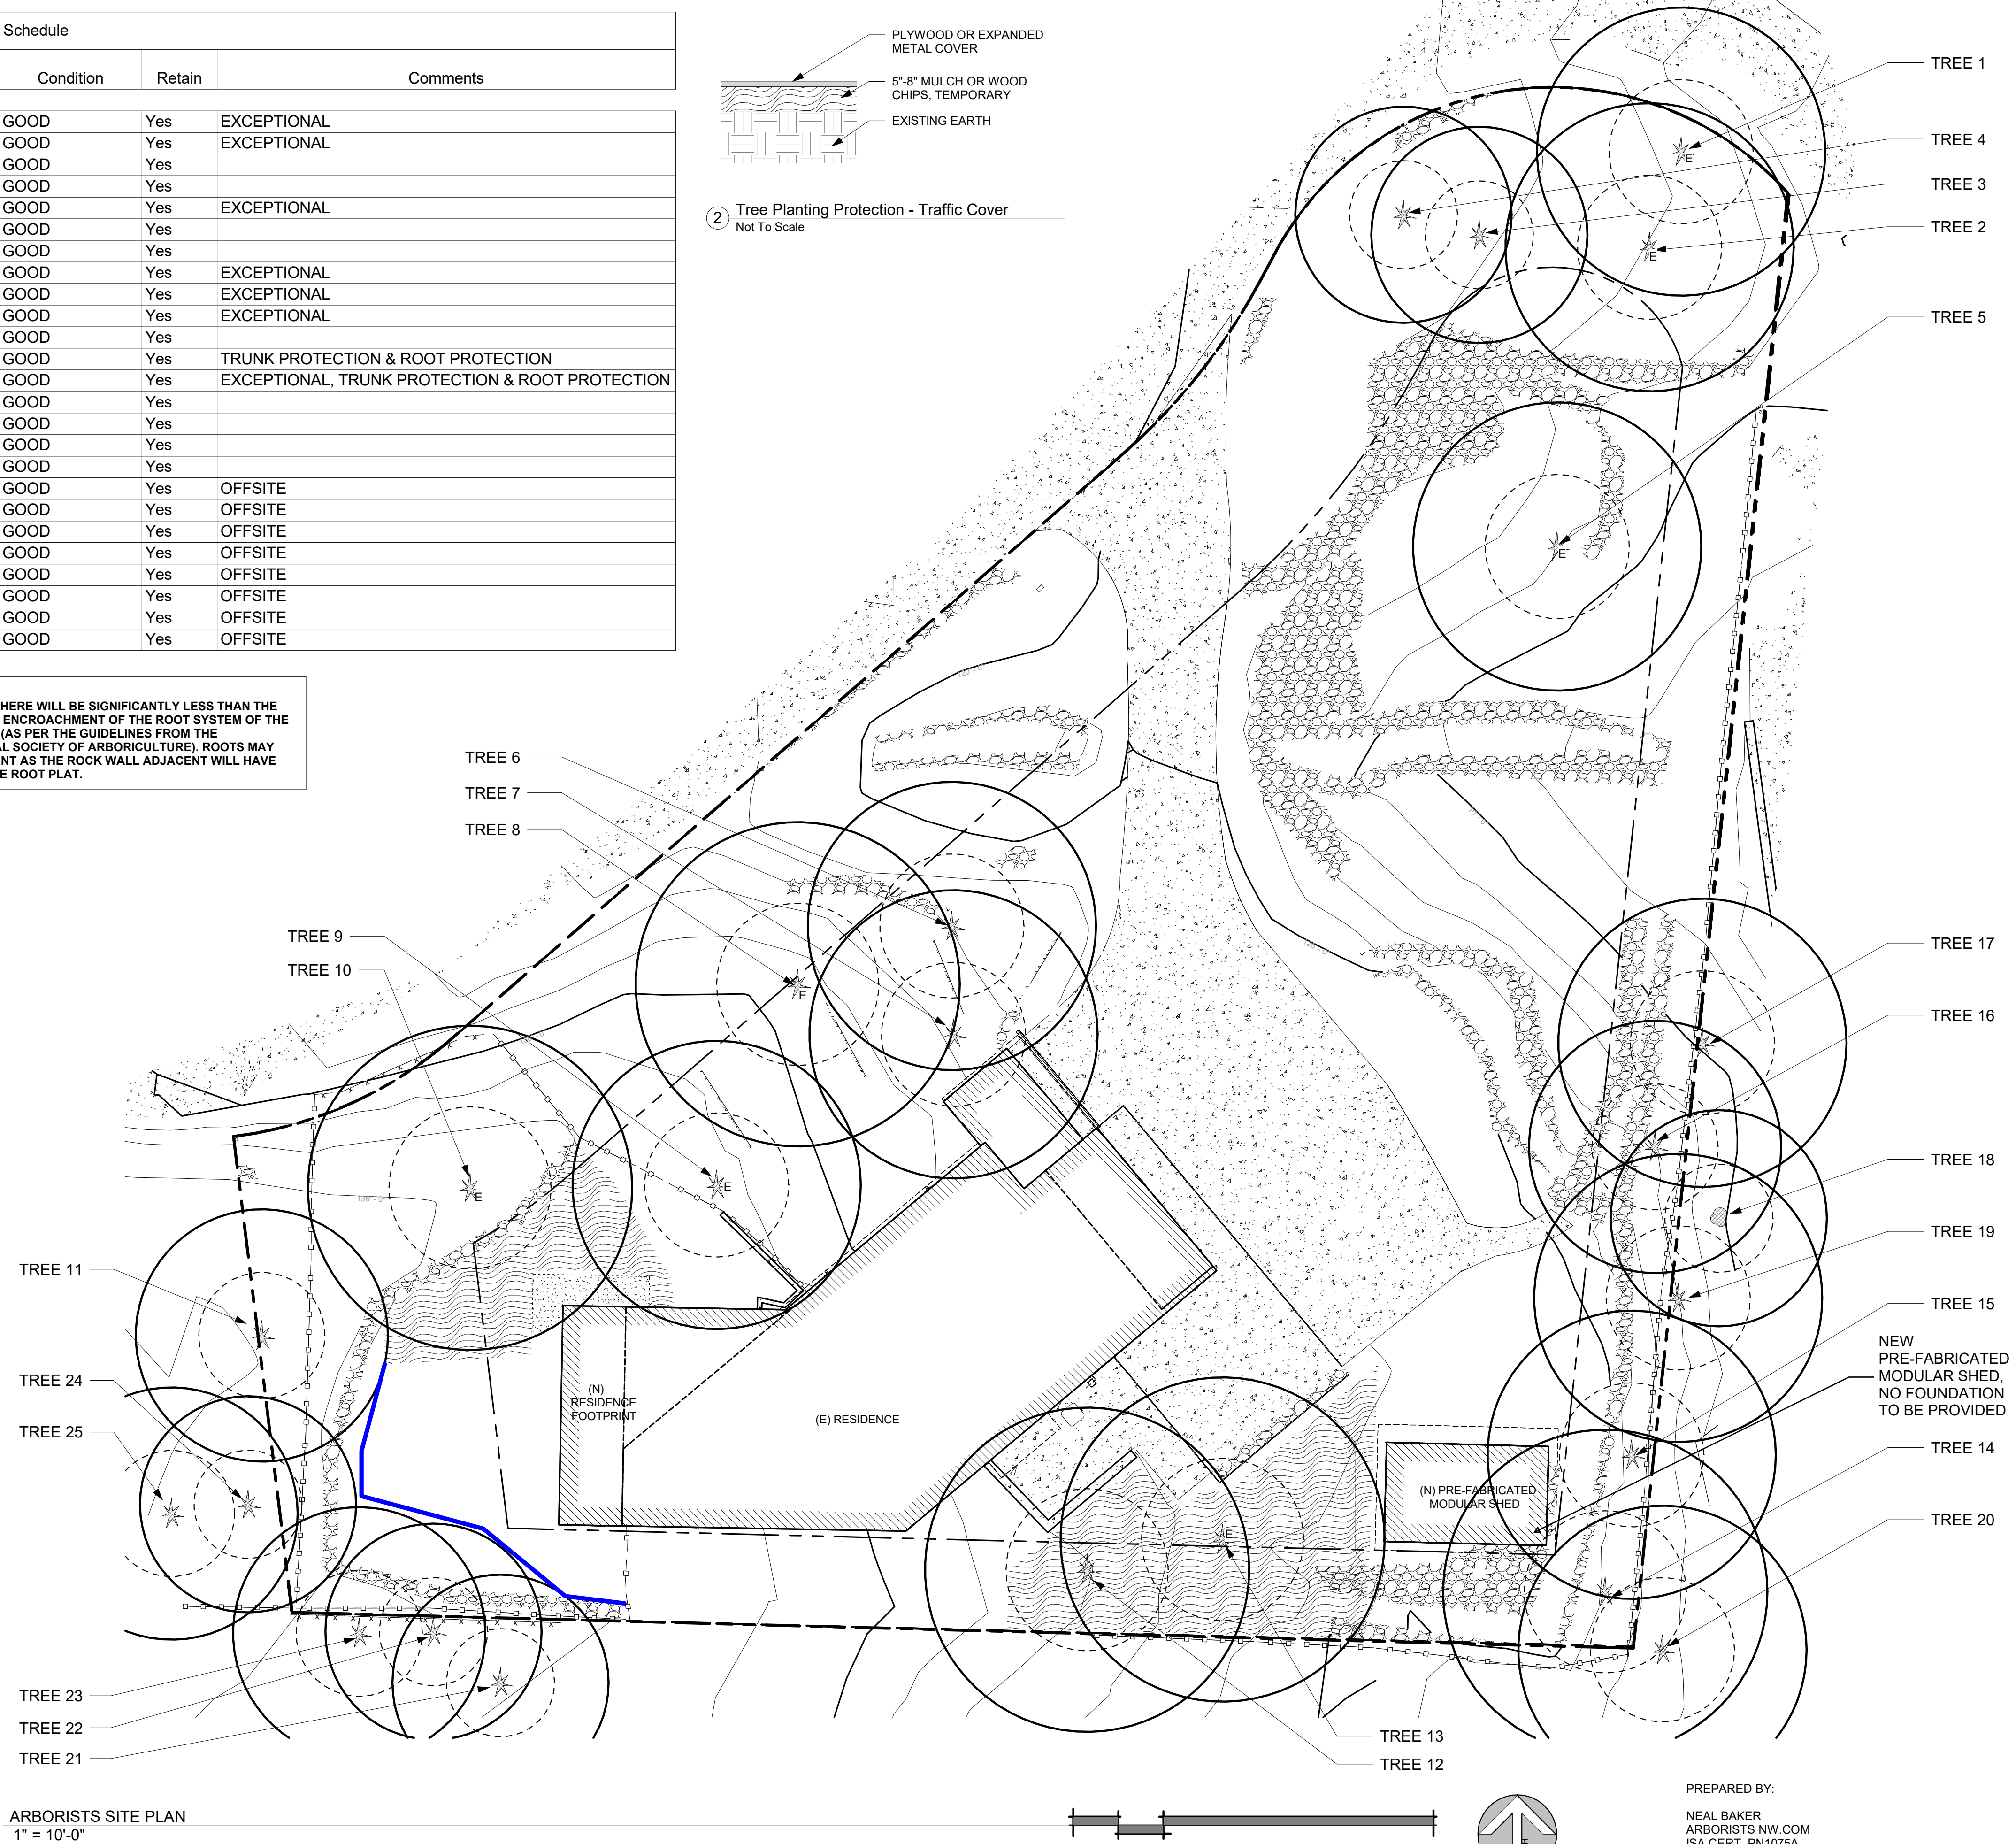 Schedule
Condition Retain Comments
GOOD Yes EXCEPTIONAL
GOOD Yes EXCEPTIONAL
GOOD Yes
GOOD Yes
GOOD Yes EXCEPTIONAL
GOOD Yes
GOOD Yes
GOOD Yes EXCEPTIONAL
GOOD Yes EXCEPTIONAL
GOOD Yes EXCEPTIONAL
GOOD Yes
GOOD Yes TRUNK PROTECTION & ROOT PROTECTION
GOOD Yes EXCEPTIONAL, TRUNK PROTECTION & ROOT PROTECTION
GOOD Yes
GOOD Yes
GOOD Yes
GOOD Yes
GOOD Yes OFFSITE
GOOD Yes OFFSITE
GOOD Yes OFFSITE
GOOD Yes OFFSITE
GOOD Yes OFFSITE
GOOD Yes OFFSITE
GOOD Yes OFFSITE
GOOD Yes OFFSITE
HERE WILL BE SIGNIFICANTLY LESS THAN THE
ENCROACHMENT OF THE ROOT SYSTEM OF THE
(AS PER THE GUIDELINES FROM THE
AL SOCIETY OF ARBORICULTURE). ROOTS MAY
ENT AS THE ROCK WALL ADJACENT WILL HAVE
E ROOT PLAT.
PLYWOOD OR EXPANDED
METAL COVER
5"-8" MULCH OR WOOD
CHIPS, TEMPORARY
EXISTING EARTH
2 Tree Planting Protection - Traffic Cover
Not To Scale
TREE 1
TREE 4
TREE 3
TREE 2
TREE 5
E
E
E
120' - 0"
TREE 6
TREE 7
TREE 8
TREE 9
TREE 10
E
E
E
120' - 0"
136' - 0"
TREE 17
TREE 16
TREE 18
TREE 19
TREE 15
NEW
PRE-FABRICATED
MODULAR SHED,
NO FOUNDATION
TO BE PROVIDED
TREE 14
TREE 20
TREE 11
TREE 24
TREE 25
(N)
RESIDENCE
FOOTPRINT
(E) RESIDENCE
(N) PRE-FABRICATED
MODULAR SHED
E
TREE 23
TREE 22
TREE 21
TREE 13
TREE 12
ARBORISTS SITE PLAN
1" = 10'-0"
PREPARED BY:
NEAL BAKER
ARBORISTS NW.COM
ISA CERT. PN1075A